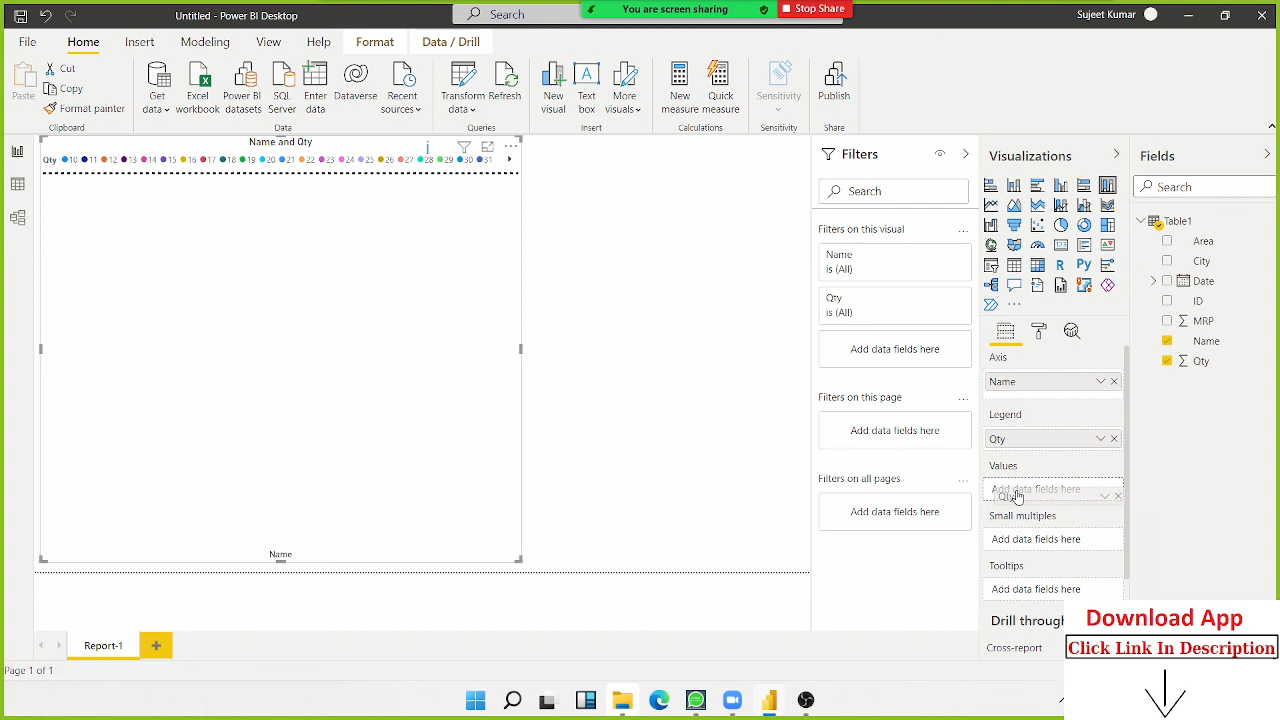 Untitled - Power BI Desktop
Search
You are screen sharing
Stop Share
Sujeet Kumar
File
Home
Insert
Modeling
View
Help
Format
Data / Drill
Paste
Cut
Copy
Format painter
Get data
Excel workbook
Power BI datasets
SQL Server
Enter data
Dataverse
Recent sources
Transform data
Refresh
New visual
Text box
More visuals
New measure
Quick measure
Sensitivity
Publish
Clipboard
Data
Queries
Insert
Calculations
Sensitivity
Share
Name and Qty
Qty 10 11 12 13 14 15 16 17 18 19 20 21 22 23 24 25 26 27 28 29 30 31
Name
Filters
Search
Filters on this visual
Name
is (All)
Qty
is (All)
Add data fields here
Filters on this page
Add data fields here
Filters on all pages
Add data fields here
Visualizations
R
Py
123
Axis
Name
Legend
Qty
Values
Add data fields here
Qty
Small multiples
Add data fields here
Tooltips
Add data fields here
Drill through
Cross-report
Fields
Search
Table1
Area
City
Date
ID
MRP
Name
Qty
Report-1
Page 1 of 1
Download App
Click Link In Description